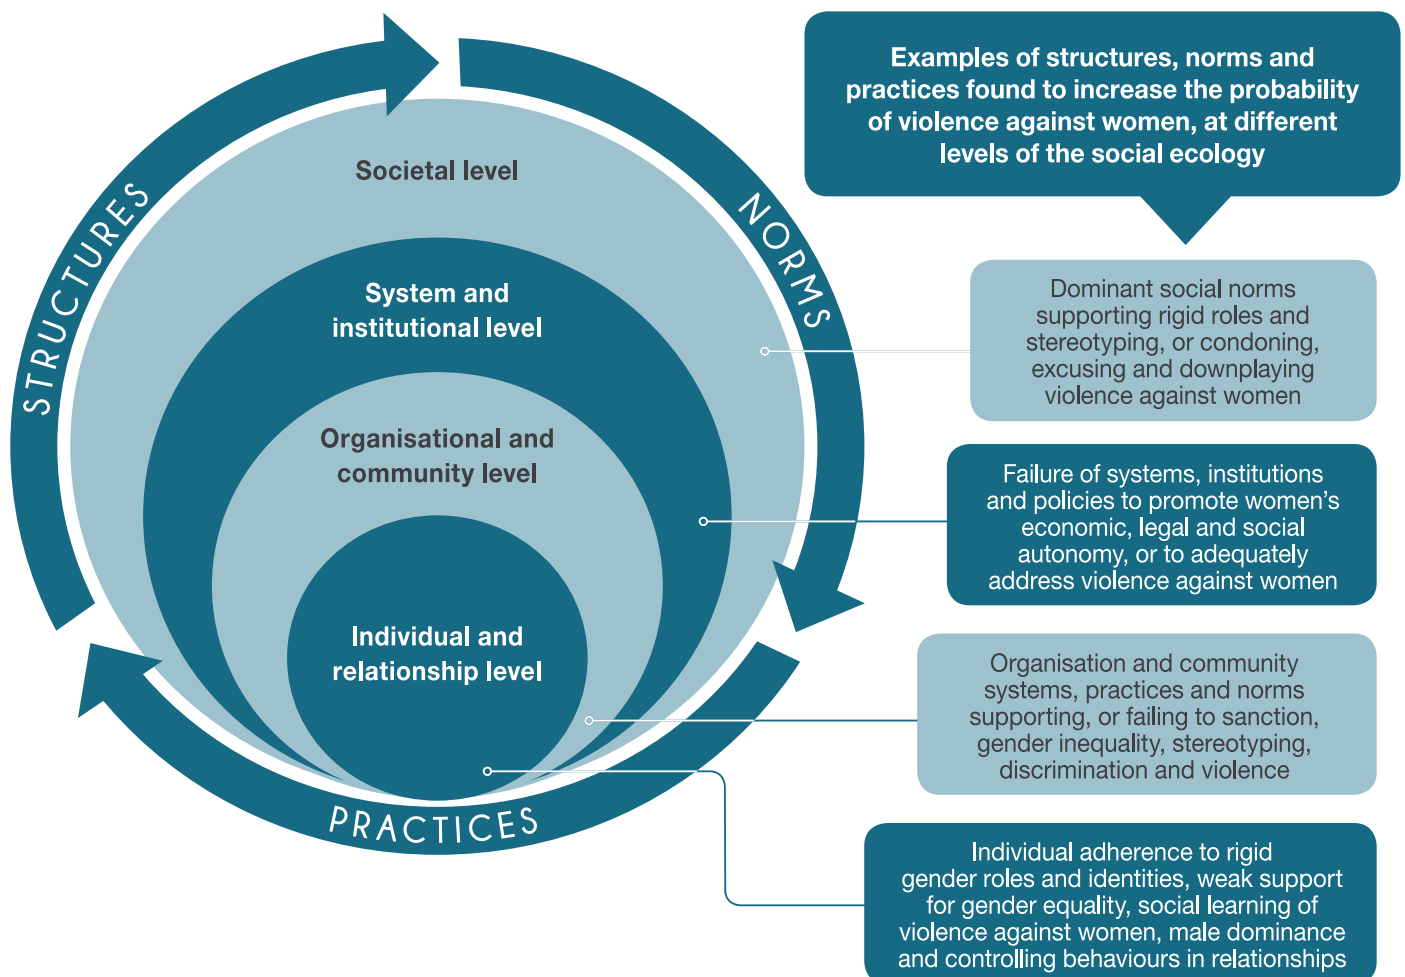 Examples of structures, norms and
practices found to increase the probability
of violence against women, at different
levels of the social ecology
STRUCTURES
NORMS
PRACTICES
Societal level
System and
institutional level
Organisational and
community level
Individual and
relationship level
Dominant social norms
supporting rigid roles and
stereotyping, or condoning,
excusing and downplaying
violence against women
Failure of systems, institutions
and policies to promote women’s
economic, legal and social
autonomy, or to adequately
address violence against women
Organisation and community
systems, practices and norms
supporting, or failing to sanction,
gender inequality, stereotyping,
discrimination and violence
Individual adherence to rigid
gender roles and identities, weak support
for gender equality, social learning of
violence against women, male dominance
and controlling behaviours in relationships